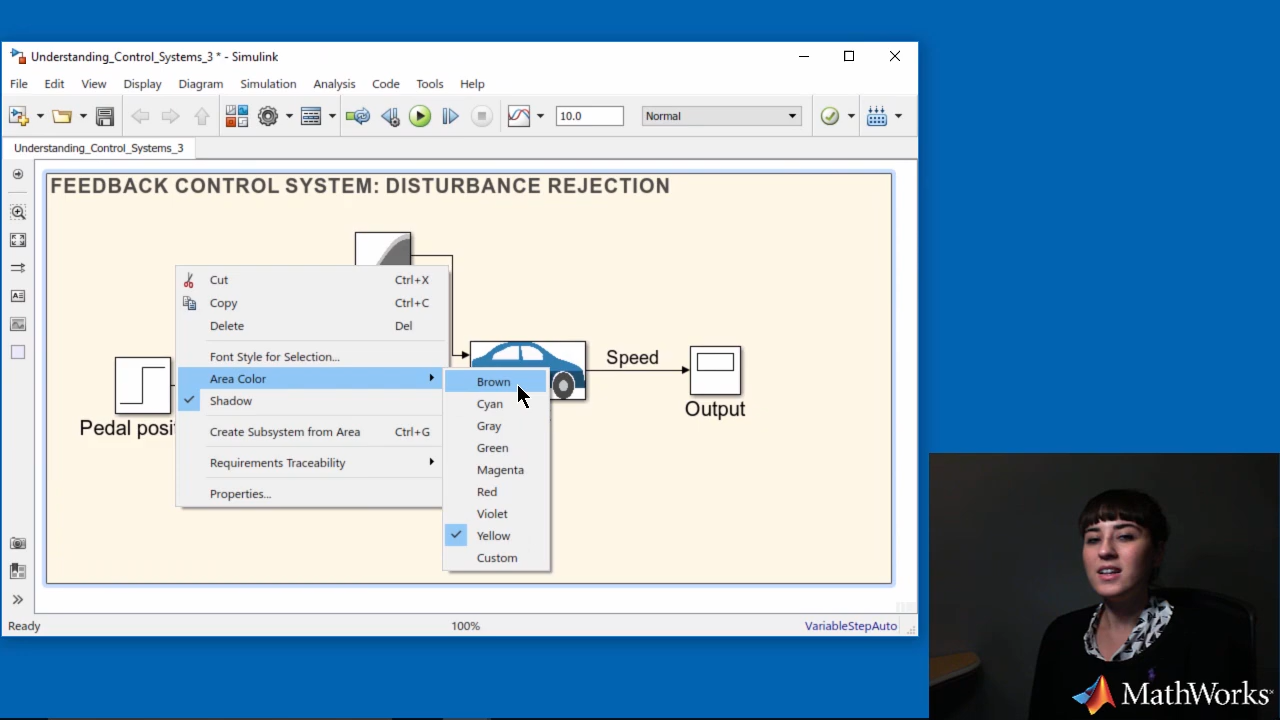 Understanding_Control_Systems_3 * - Simulink
File Edit View Display Diagram Simulation Analysis Code Tools Help
10.0 Normal
Understanding_Control_Systems_3
FEEDBACK CONTROL SYSTEM: DISTURBANCE REJECTION
Cut Ctrl+X
Copy Ctrl+C
Delete Del
Font Style for Selection...
Area Color
Shadow
Create Subsystem from Area Ctrl+G
Requirements Traceability
Properties...
Brown
Cyan
Gray
Green
Magenta
Red
Violet
Yellow
Custom
Speed
Output
Pedal posi
Ready 100% VariableStepAuto
MathWorks